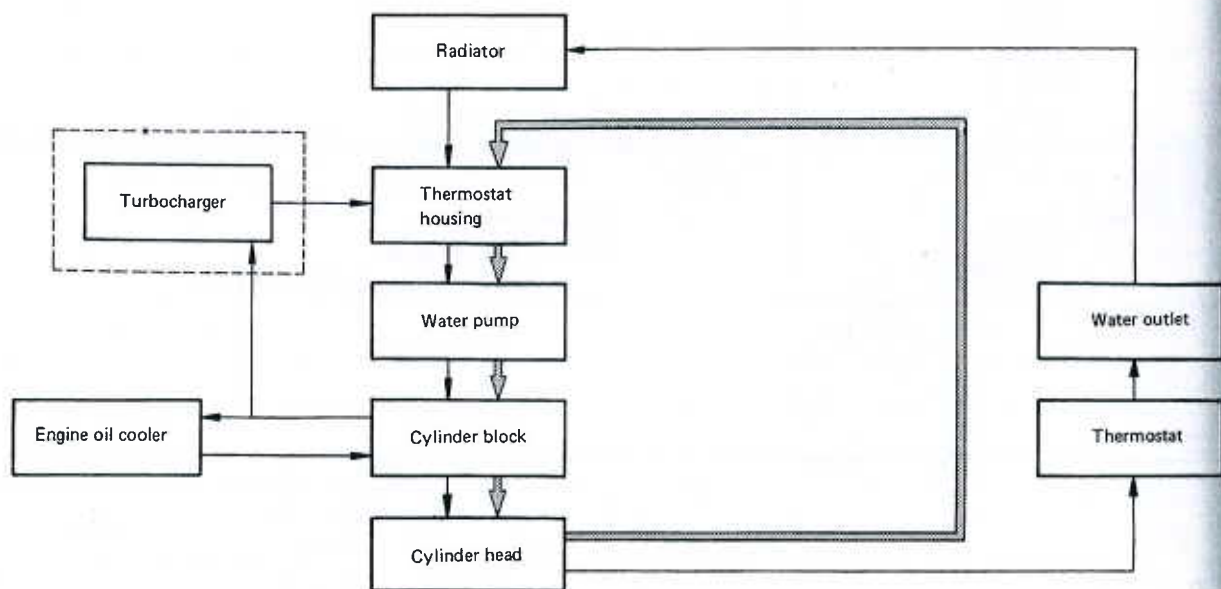 Radiator
Turbocharger
Thermostat
housing
Water pump
Water outlet
Engine oil cooler
Cylinder block
Thermostat
Cylinder head